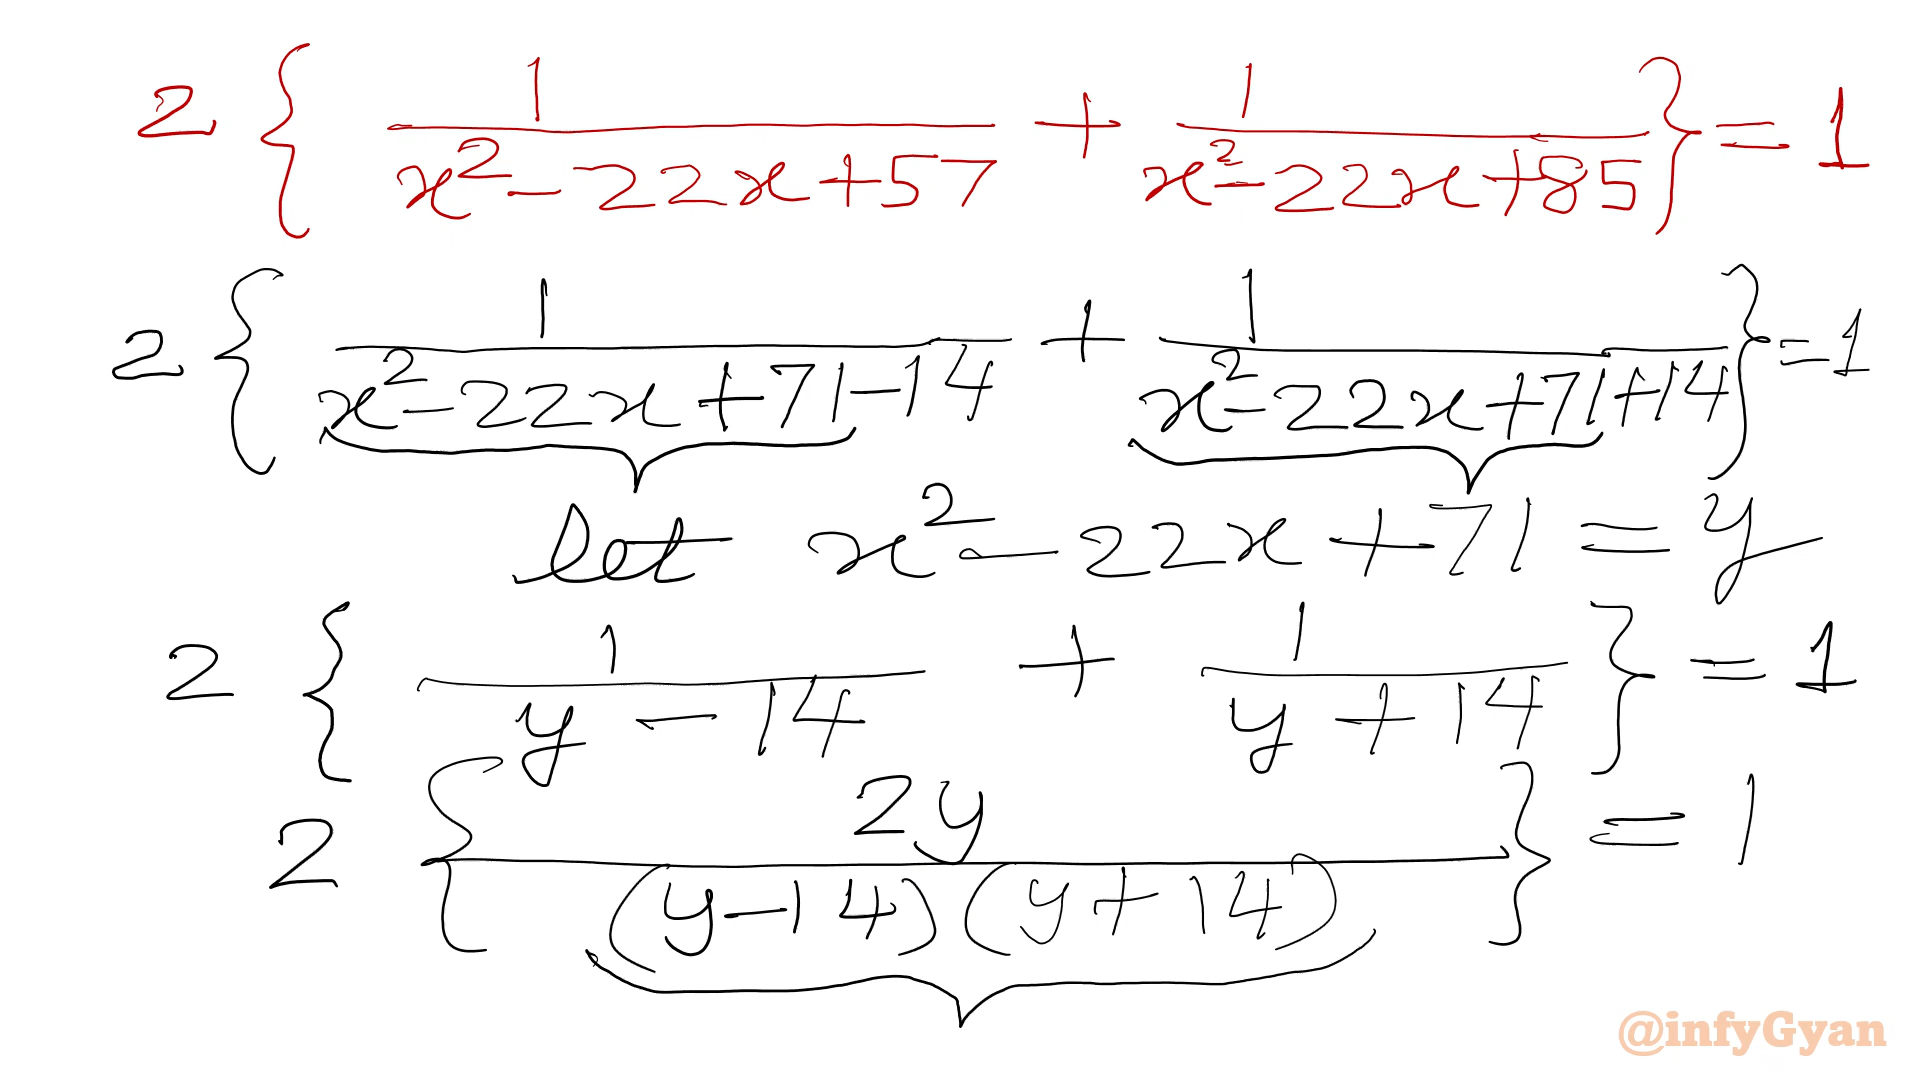 2 { 1/(x² - 22x + 57) + 1/(x² - 22x + 85) } = 1
2 { 1/(x² - 22x + 71 - 14) + 1/(x² - 22x + 71 + 14) } = 1
let x² - 22x + 71 = y
2 { 1/(y - 14) + 1/(y + 14) } = 1
2 { 2y/((y - 14)(y + 14)) } = 1
@infyGyan